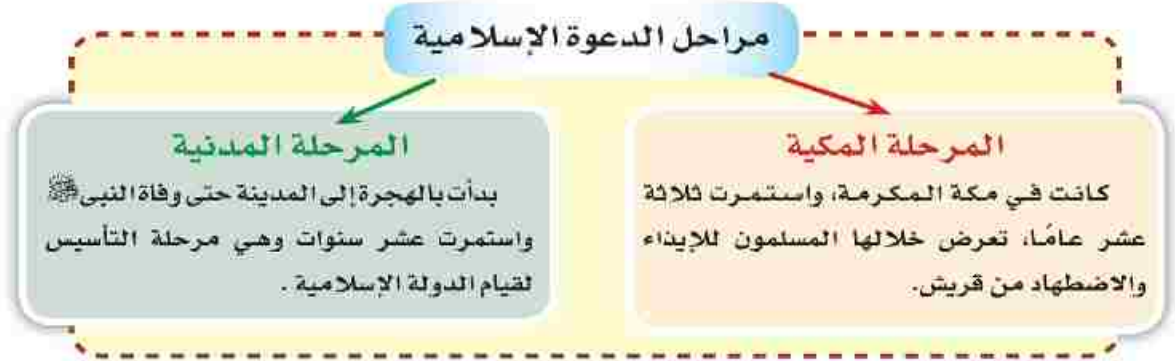 مراحل الدعوة الإسلامية
المرحلة المكية
كانت في مكة المكرمة، واستمرت ثلاثة
عشر عامًا، تعرض خلالها المسلمون للإيذاء
والاضطهاد من قريش.
المرحلة المدنية
بدأت بالهجرة إلى المدينة حتى وفاة النبى ﷺ
واستمرت عشر سنوات وهي مرحلة التأسيس
لقيام الدولة الإسلامية .